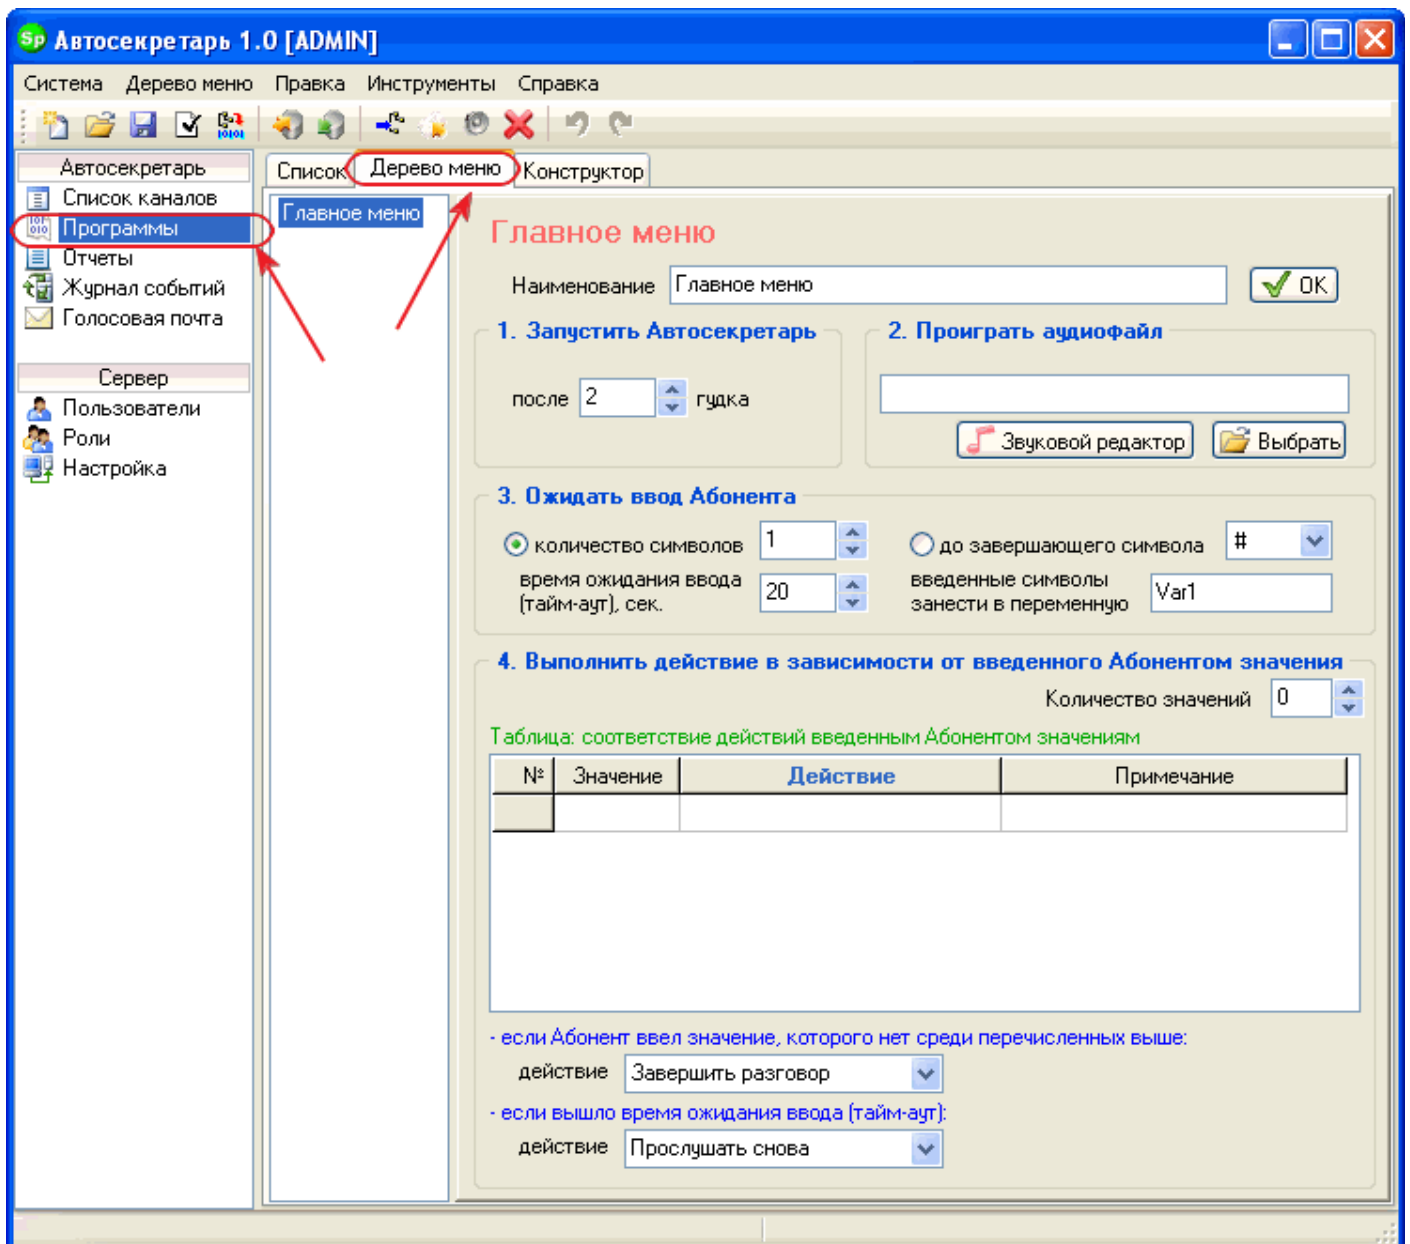 Sp Автосекретарь 1.0 [ADMIN]
Система Дерево меню Правка Инструменты Справка
Автосекретарь
Список каналов
Программы
Отчеты
Журнал событий
Голосовая почта
Сервер
Пользователи
Роли
Настройка
Список Дерево меню Конструктор
Главное меню
Главное меню
Наименование Главное меню OK
1. Запустить Автосекретарь
после 2 гудка
2. Проиграть аудиофайл
Звуковой редактор Выбрать
3. Ожидать ввод Абонента
количество символов 1 до завершающего символа #
время ожидания ввода
(тайм-аут), сек. 20
введенные символы
занести в переменную Var1
4. Выполнить действие в зависимости от введенного Абонентом значения
Количество значений 0
Таблица: соответствие действий введенным Абонентом значениям
№ Значение Действие Примечание
- если Абонент ввел значение, которого нет среди перечисленных выше:
действие Завершить разговор
- если вышло время ожидания ввода (тайм-аут):
действие Прослушать снова